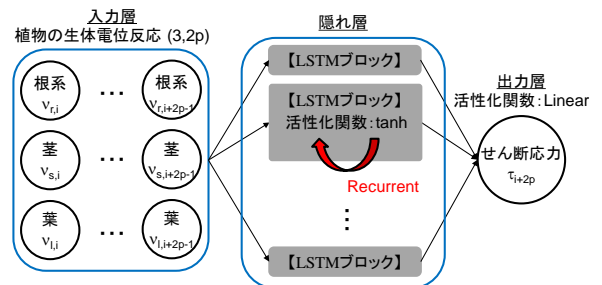 入力層
植物の生体電位反応 (3,2p)
根系
νr,i
・・・
根系
νr,i+2p-1
茎
νs,i
・・・
茎
νs,i+2p-1
葉
νl,i
・・・
葉
νl,i+2p-1
隠れ層
【LSTMブロック】
【LSTMブロック】
活性化関数:tanh
Recurrent
⋮
【LSTMブロック】
出力層
活性化関数:Linear
せん断応力
τi+2p